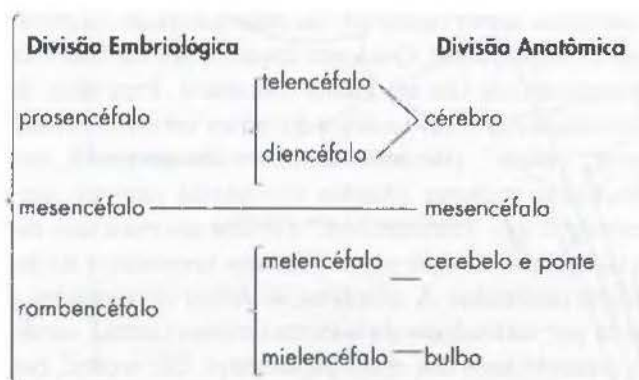 Divisão Embriológica Divisão Anatômica
telencéfalo
prosencéfalo cérebro
diencéfalo
mesencéfalo mesencéfalo
metencéfalo cerebelo e ponte
rombencéfalo
mielencéfalo bulbo